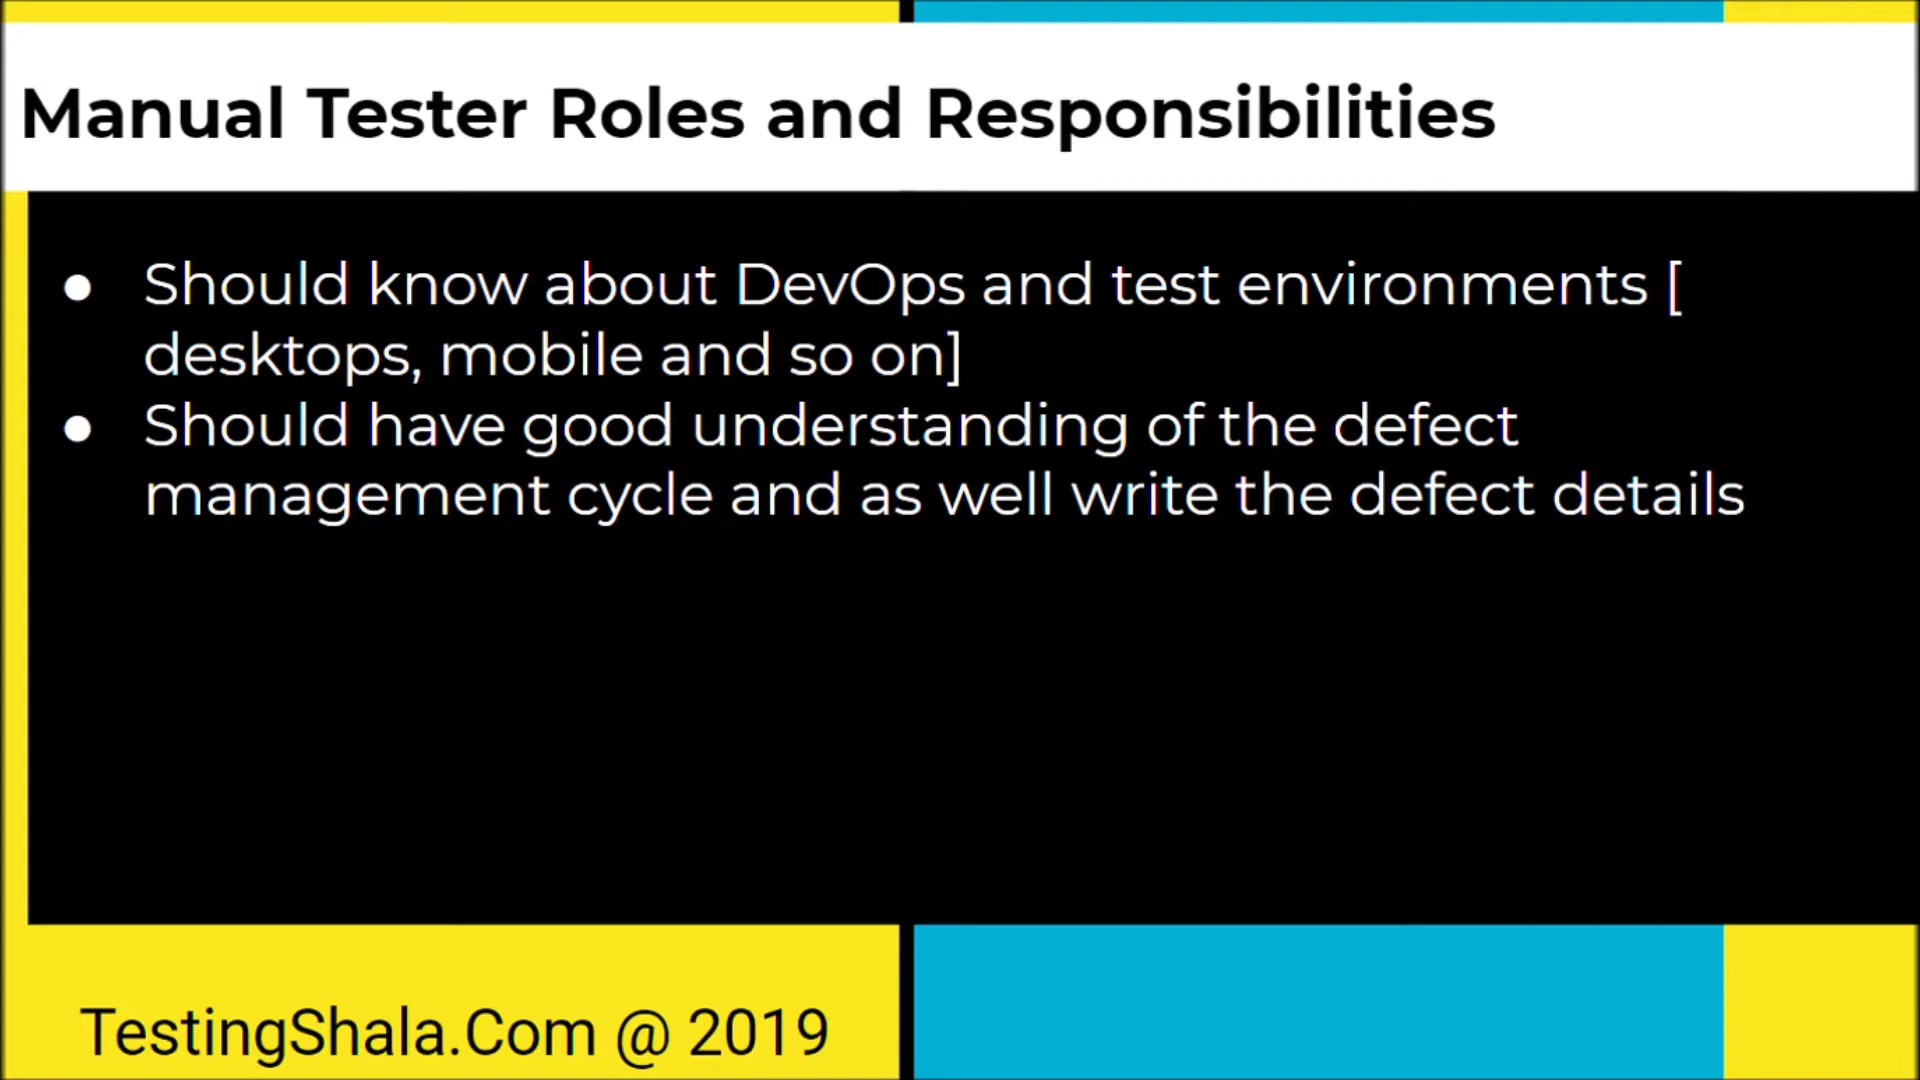 Manual Tester Roles and Responsibilities
● Should know about DevOps and test environments [
desktops, mobile and so on]
● Should have good understanding of the defect
management cycle and as well write the defect details
TestingShala.Com @ 2019